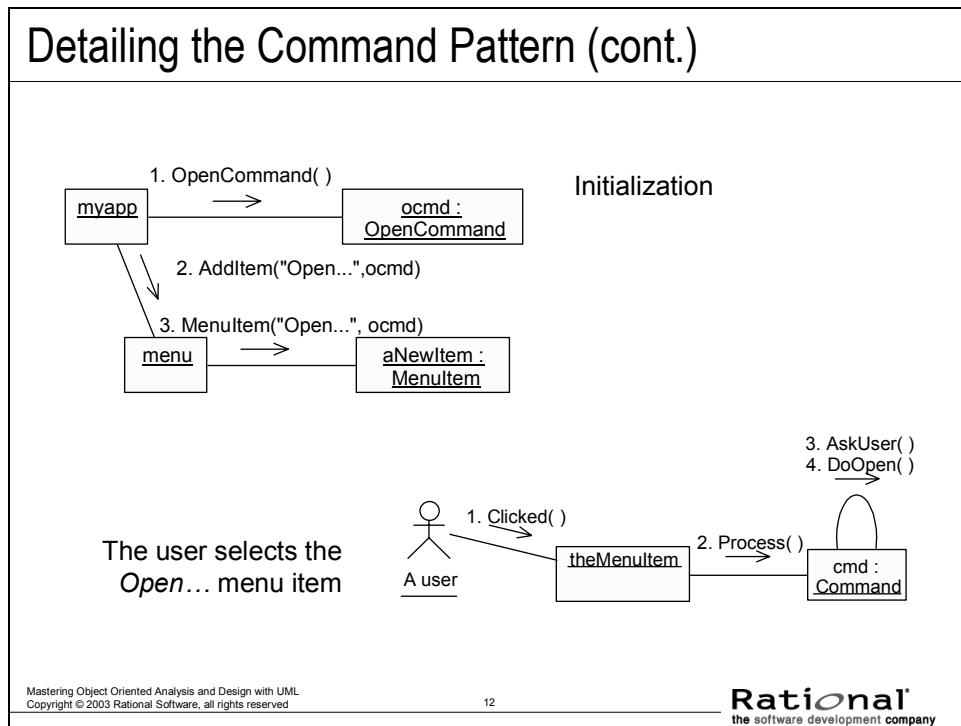 Detailing the Command Pattern (cont.)
1. OpenCommand( )
Initialization
myapp
ocmd :
OpenCommand
2. AddItem("Open...",ocmd)
3. MenuItem("Open...", ocmd)
menu
aNewItem :
MenuItem
3. AskUser( )
4. DoOpen( )
1. Clicked( )
2. Process( )
The user selects the
Open… menu item
A user
theMenuItem
cmd :
Command
Mastering Object Oriented Analysis and Design with UML
Copyright © 2003 Rational Software, all rights reserved
12
Rational
the software development company